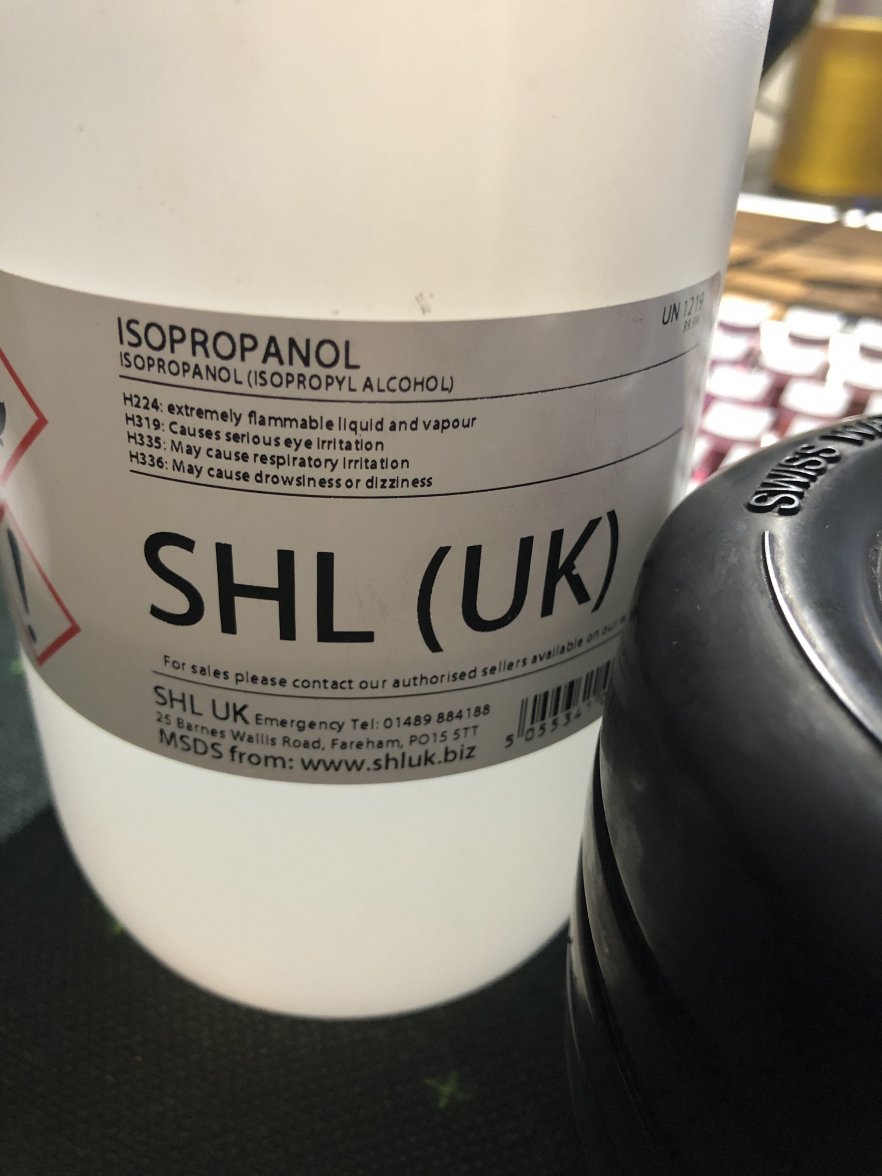 UN 1219
99.9%
ISOPROPANOL
ISOPROPANOL (ISOPROPYL ALCOHOL)
H224: extremely flammable liquid and vapour
H319: Causes serious eye irritation
H335: May cause respiratory irritation
H336: May cause drowsiness or dizziness
SHL (UK)
For sales please contact our authorised sellers available on our
SHL UK Emergency Tel: 01489 884188
25 Barnes Wallis Road, Fareham, PO15 5TT
MSDS from: www.shluk.biz
SWISS